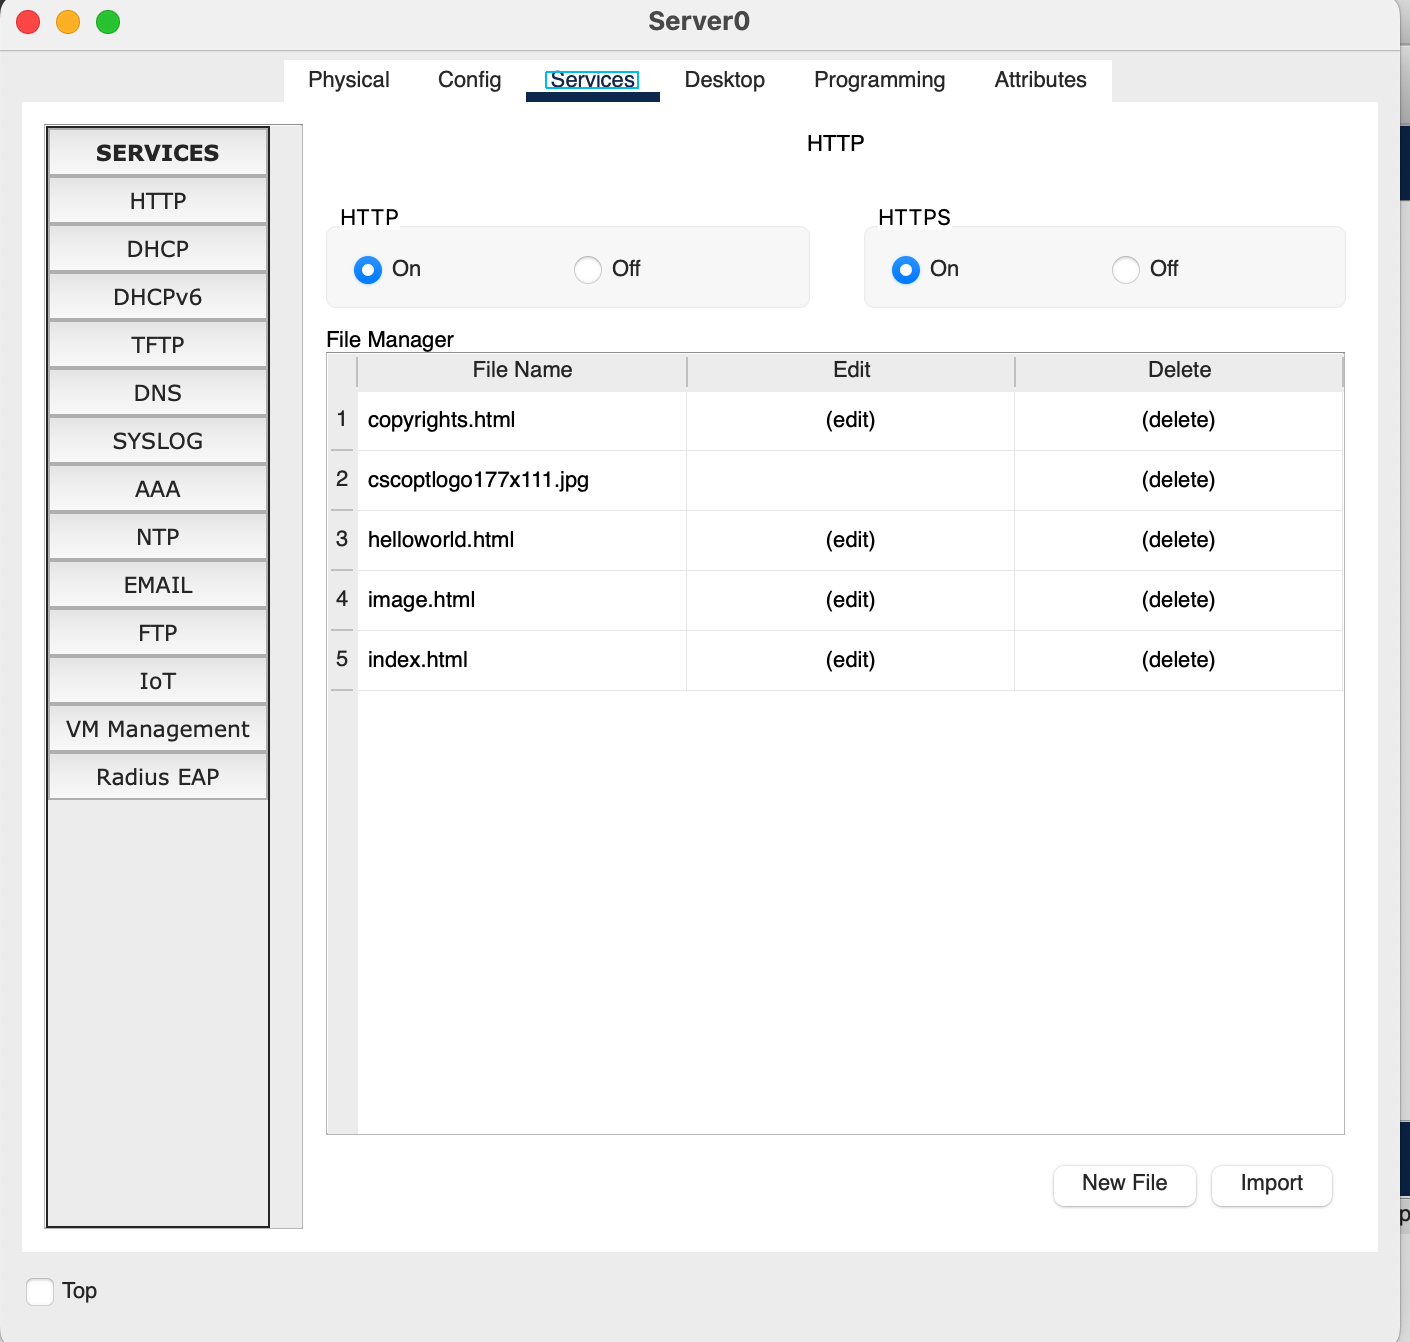 Server0
Physical Config Services Desktop Programming Attributes
SERVICES
HTTP
DHCP
DHCPv6
TFTP
DNS
SYSLOG
AAA
NTP
EMAIL
FTP
IoT
VM Management
Radius EAP
HTTP
HTTP
On Off
HTTPS
On Off
File Manager
File Name Edit Delete
1 copyrights.html (edit) (delete)
2 cscoptlogo177x111.jpg (delete)
3 helloworld.html (edit) (delete)
4 image.html (edit) (delete)
5 index.html (edit) (delete)
New File Import
Top